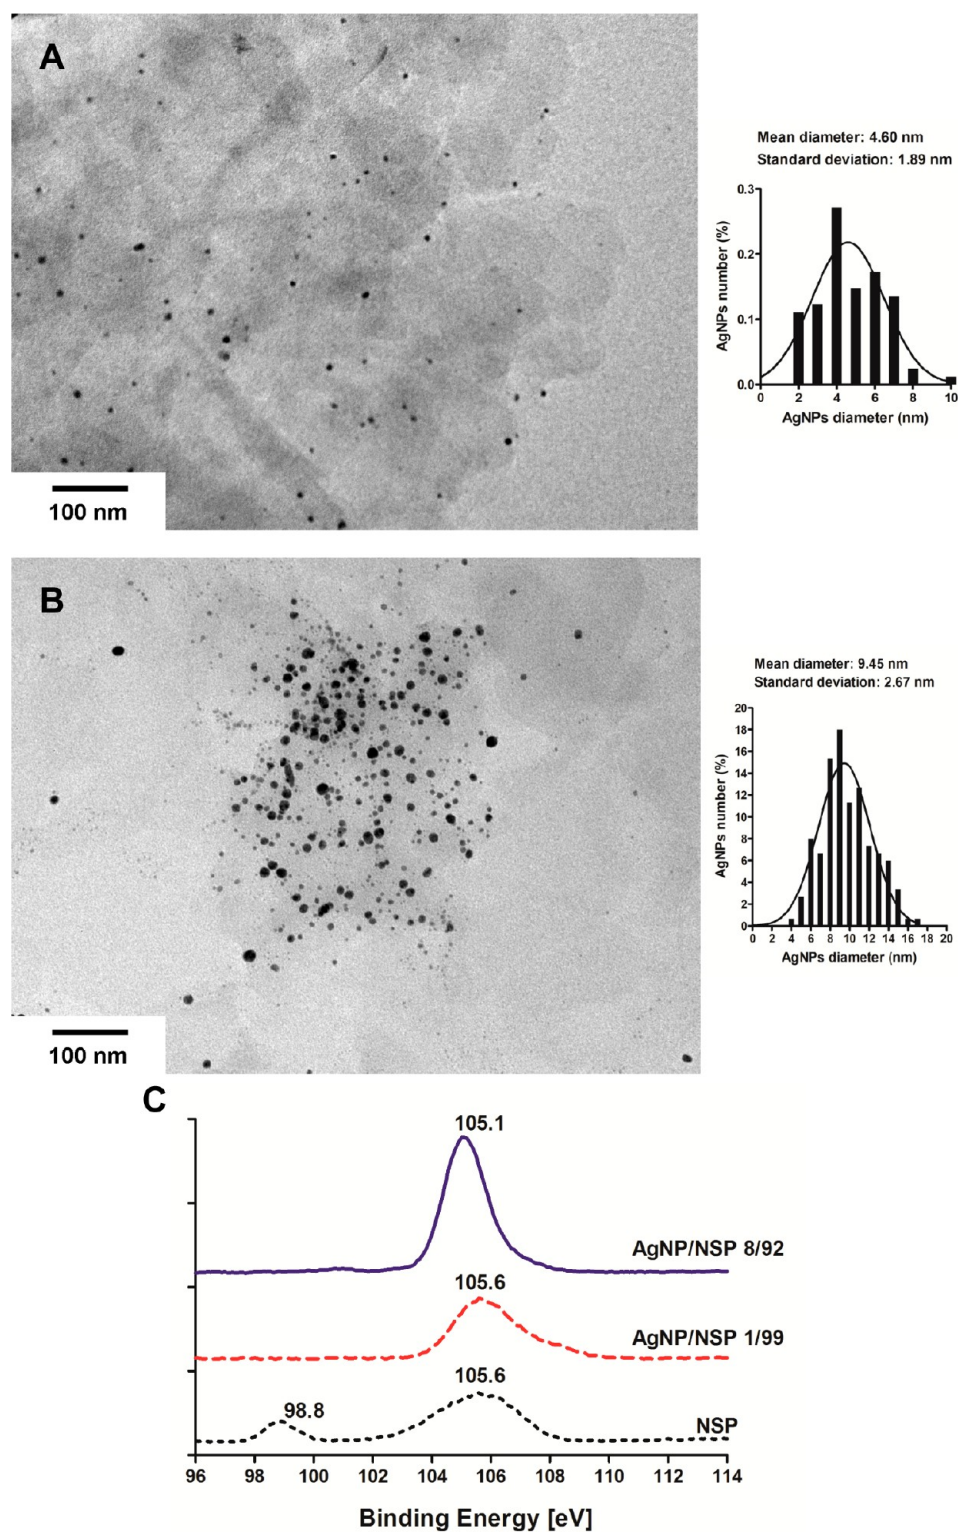 A
Mean diameter: 4.60 nm
Standard deviation: 1.89 nm
0.3
0.2
0.1
0.0
AgNPs number (%)
0 2 4 6 8 10
AgNPs diameter (nm)
100 nm
B
Mean diameter: 9.45 nm
Standard deviation: 2.67 nm
20
18
16
14
12
10
8
6
4
2
0
AgNPs number (%)
0 2 4 6 8 10 12 14 16 18 20
AgNPs diameter (nm)
100 nm
C
105.1
AgNP/NSP 8/92
105.6
AgNP/NSP 1/99
105.6
98.8
NSP
96 98 100 102 104 106 108 110 112 114
Binding Energy [eV]